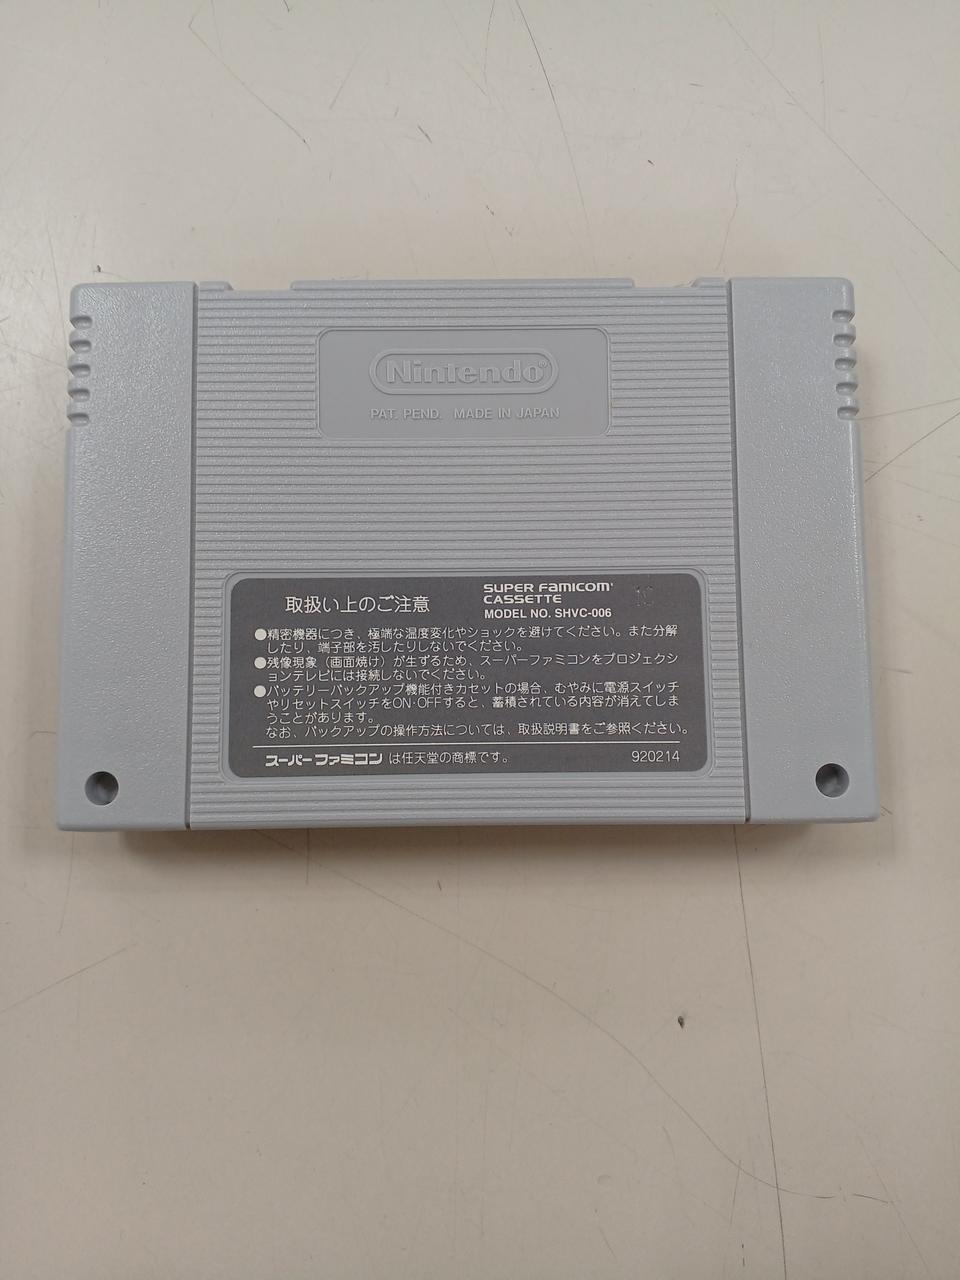 Nintendo®
PAT. PEND. MADE IN JAPAN
取扱い上のご注意
SUPER FAMICOM
CASSETTE
MODEL NO. SHVC-006
●精密機器につき、極端な温度変化やショックを避けてください。また分解
したり、端子部を汚したりしないでください。
●残像現象（画面焼け）が生ずるため、スーパーファミコンをプロジェクシ
ョンテレビには接続しないでください。
●バッテリーバックアップ機能付きカセットの場合、むやみに電源スイッチ
やリセットスイッチをON・OFFすると、蓄積されている内容が消えてしま
うことがあります。
なお、バックアップの操作方法については、取扱説明書をご参照ください。
スーパーファミコン は任天堂の商標です。
920214